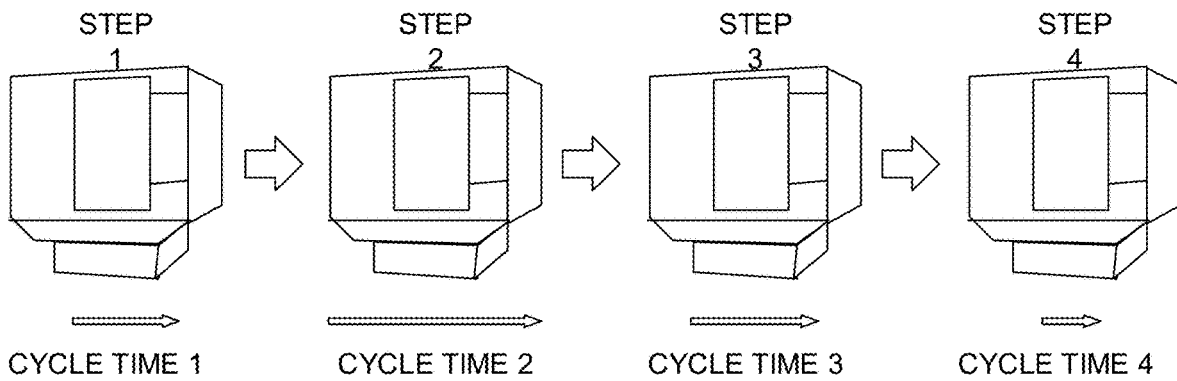 STEP
1
STEP
2
STEP
3
STEP
4
CYCLE TIME 1
CYCLE TIME 2
CYCLE TIME 3
CYCLE TIME 4